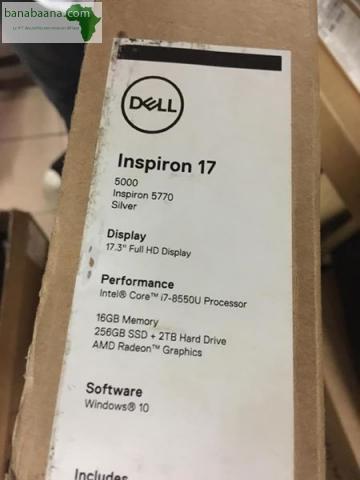 banabaana.com
DELL
Inspiron 17
5000
Inspiron 5770
Silver
Display
17.3" Full HD Display
Performance
Intel® Core™ i7-8550U Processor
16GB Memory
256GB SSD + 2TB Hard Drive
AMD Radeon™ Graphics
Software
Windows® 10
Includes